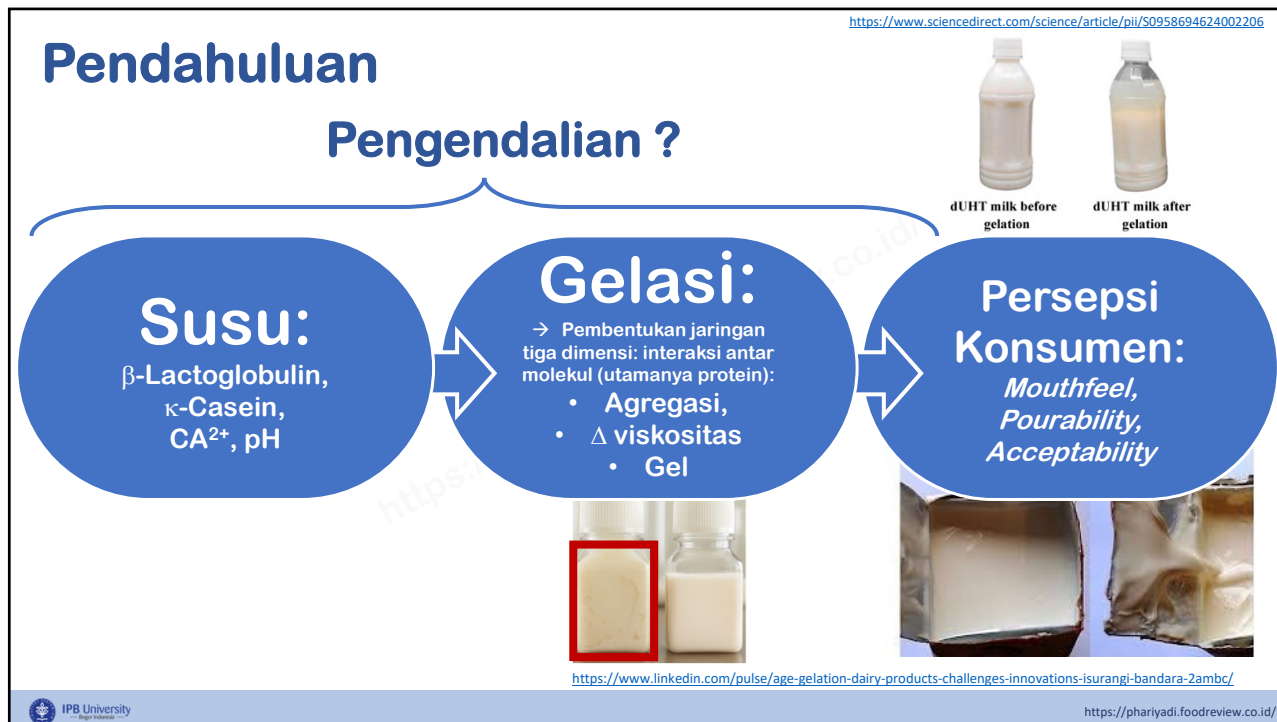 https://www.sciencedirect.com/science/article/pii/S0958694624002206
Pendahuluan
Pengendalian ?
dUHT milk before
gelation
dUHT milk after
gelation
Susu:
β-Lactoglobulin,
κ-Casein,
CA²⁺, pH
Gelasi:
→ Pembentukan jaringan
tiga dimensi: interaksi antar
molekul (utamanya protein):
• Agregasi,
• Δ viskositas
• Gel
Persepsi
Konsumen:
Mouthfeel,
Pourability,
Acceptability
https://www.linkedin.com/pulse/age-gelation-dairy-products-challenges-innovations-isurangi-bandara-2ambc/
IPB University
Bogor Indonesia
https://phariyadi.foodreview.co.id/